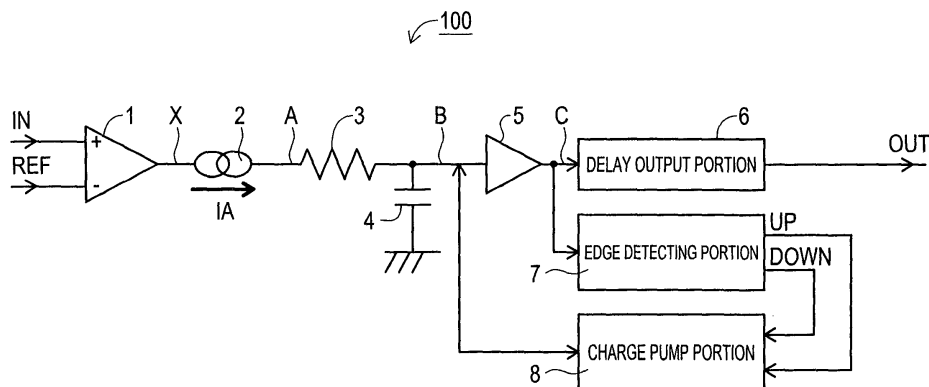 100
IN
REF
1
+
-
X
2
IA
A
3
4
B
5
C
6
DELAY OUTPUT PORTION
OUT
7
EDGE DETECTING PORTION
UP
DOWN
8
CHARGE PUMP PORTION